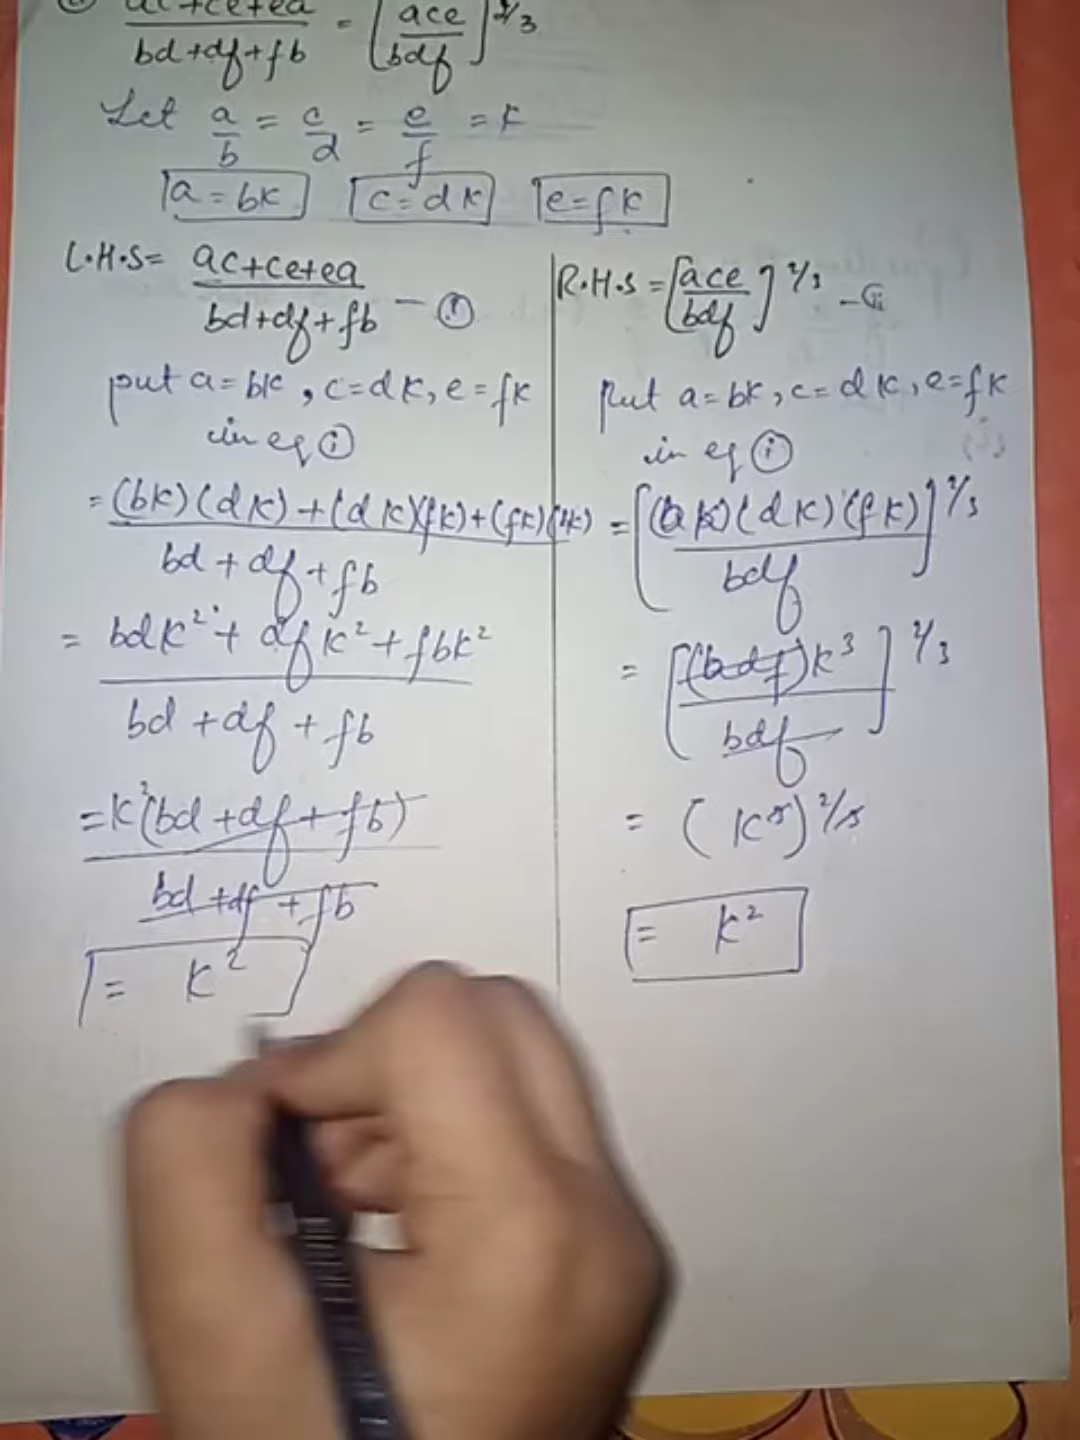 ac+ce+ea / bd+df+fb = [ace / bdf]^2/3
Let a/b = c/d = e/f = k
a = bk c = dk e = fk
L.H.S = ac+ce+ea / bd+df+fb — (i)
put a = bk, c = dk, e = fk
in eq (i)
= (bk)(dk) + (dk)(fk) + (fk)(bk) / bd + df + fb
= bdk² + dfk² + fbk² / bd + df + fb
= k²(bd + df + fb) / bd + df + fb
= k²
R.H.S = [ace / bdf]^2/3 – (ii
Put a = bk, c = dk, e = fk
in eq (i)
= [(bk)(dk)(fk) / bdf]^2/3
= [(bdf)k³ / bdf]^2/3
= (k³)^2/3
= k²